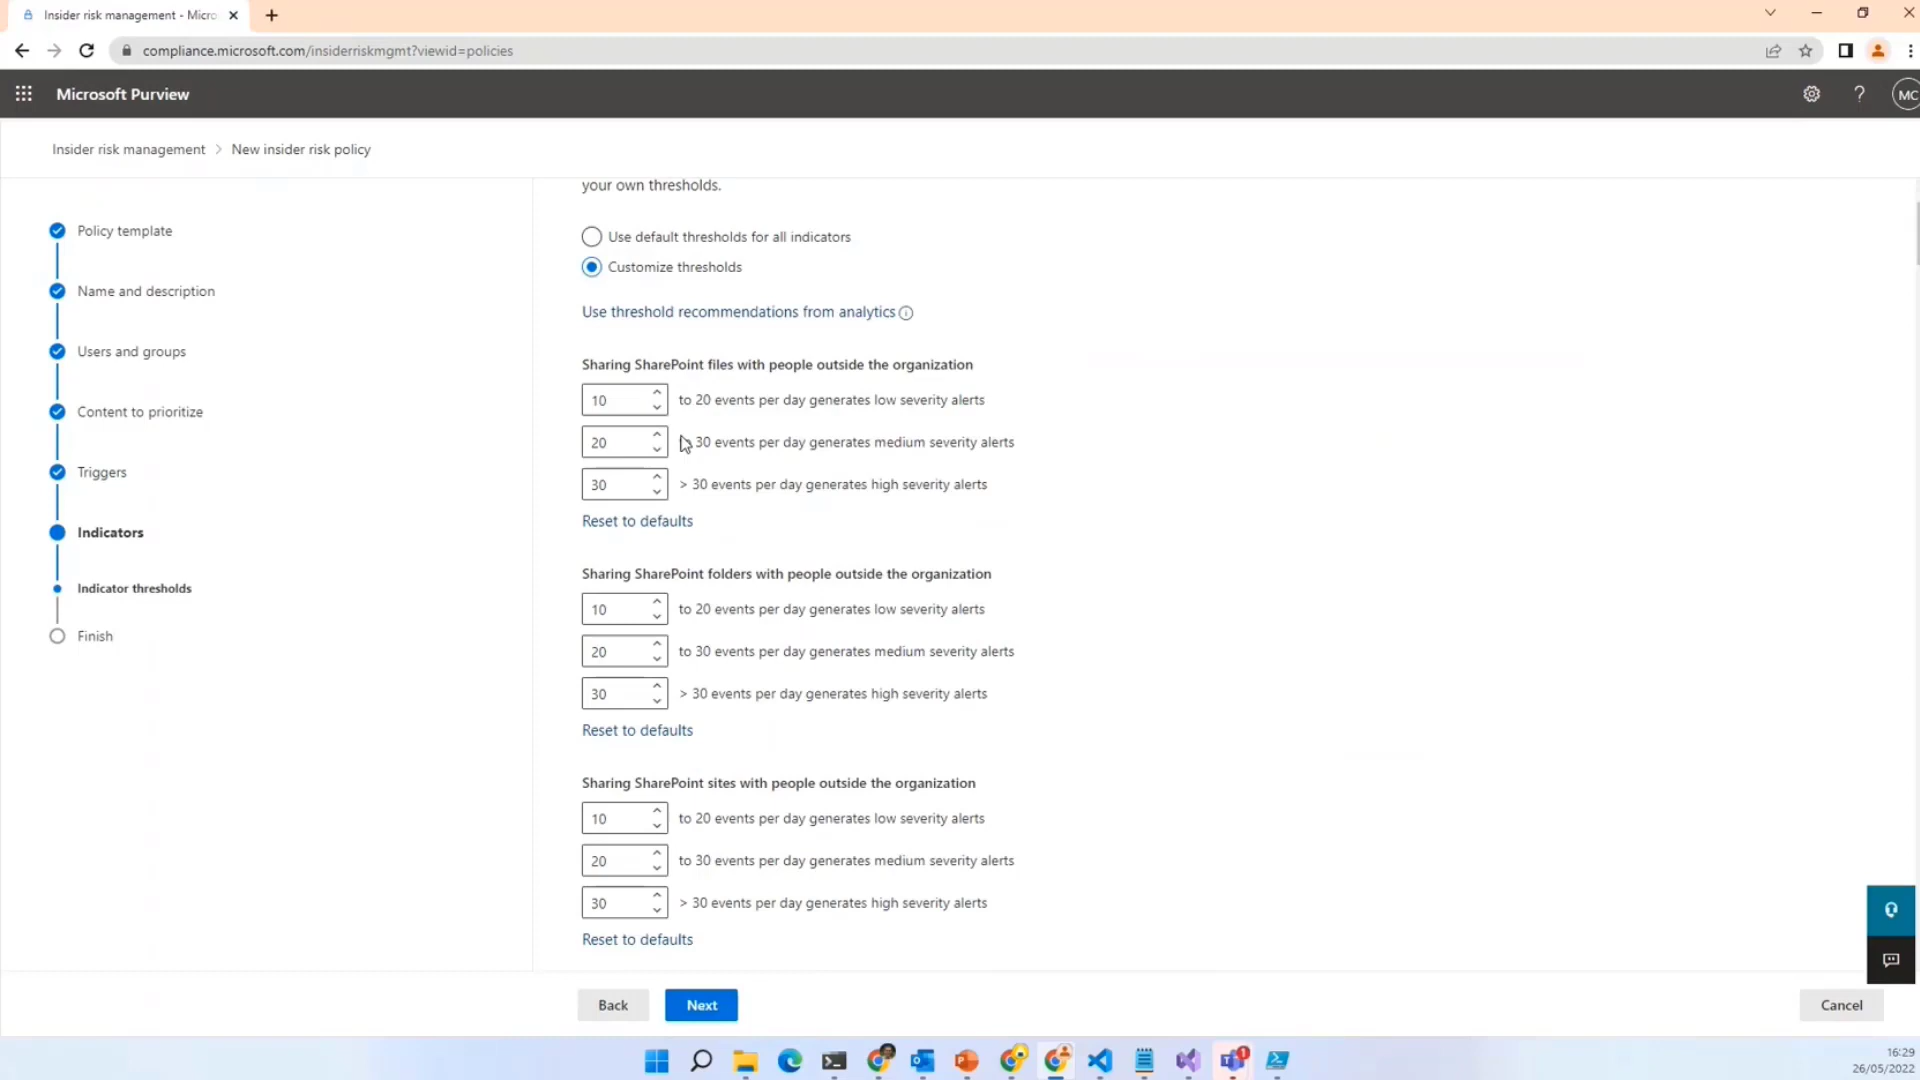 Insider risk management - Micro
compliance.microsoft.com/insiderriskmgmt?viewid=policies
Microsoft Purview
?
MC
Insider risk management > New insider risk policy
Policy template
Name and description
Users and groups
Content to prioritize
Triggers
Indicators
Indicator thresholds
Finish
your own thresholds.
Use default thresholds for all indicators
Customize thresholds
Use threshold recommendations from analytics
Sharing SharePoint files with people outside the organization
10 to 20 events per day generates low severity alerts
20 30 events per day generates medium severity alerts
30 > 30 events per day generates high severity alerts
Reset to defaults
Sharing SharePoint folders with people outside the organization
10 to 20 events per day generates low severity alerts
20 to 30 events per day generates medium severity alerts
30 > 30 events per day generates high severity alerts
Reset to defaults
Sharing SharePoint sites with people outside the organization
10 to 20 events per day generates low severity alerts
20 to 30 events per day generates medium severity alerts
30 > 30 events per day generates high severity alerts
Reset to defaults
Back
Next
Cancel
1
16:29
26/05/2022